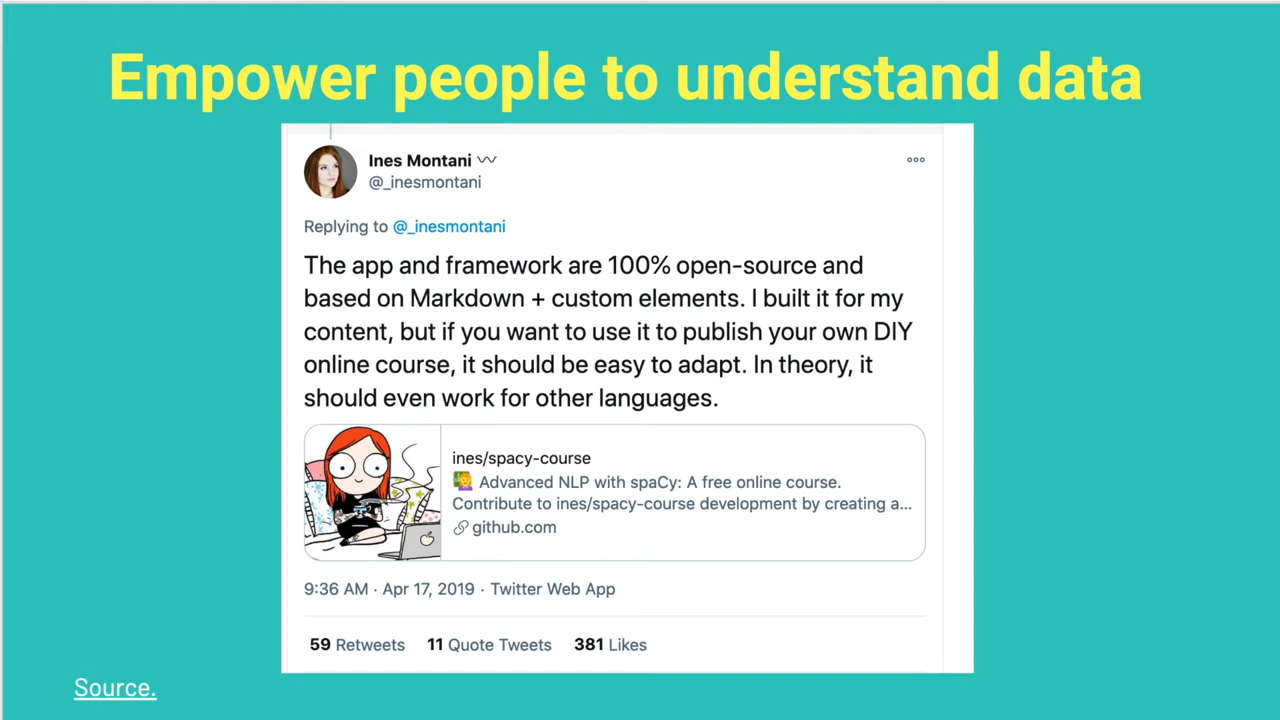 Empower people to understand data
Ines Montani
@_inesmontani
Replying to @_inesmontani
The app and framework are 100% open-source and
based on Markdown + custom elements. I built it for my
content, but if you want to use it to publish your own DIY
online course, it should be easy to adapt. In theory, it
should even work for other languages.
ines/spacy-course
👩‍🏫 Advanced NLP with spaCy: A free online course.
Contribute to ines/spacy-course development by creating a...
github.com
9:36 AM · Apr 17, 2019 · Twitter Web App
59 Retweets 11 Quote Tweets 381 Likes
Source.